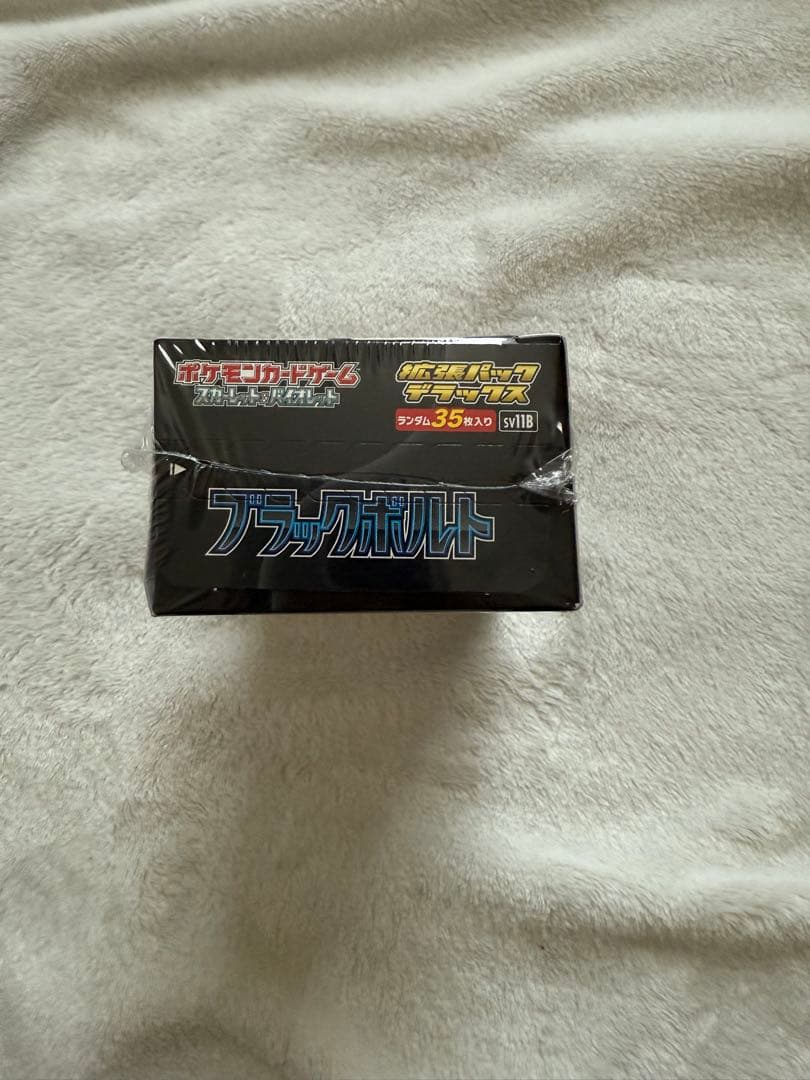 ポケモンカードゲーム
スカーレット&バイオレット
拡張パック
デラックス
ランダム35枚入り
sv11B
ブラックボルト